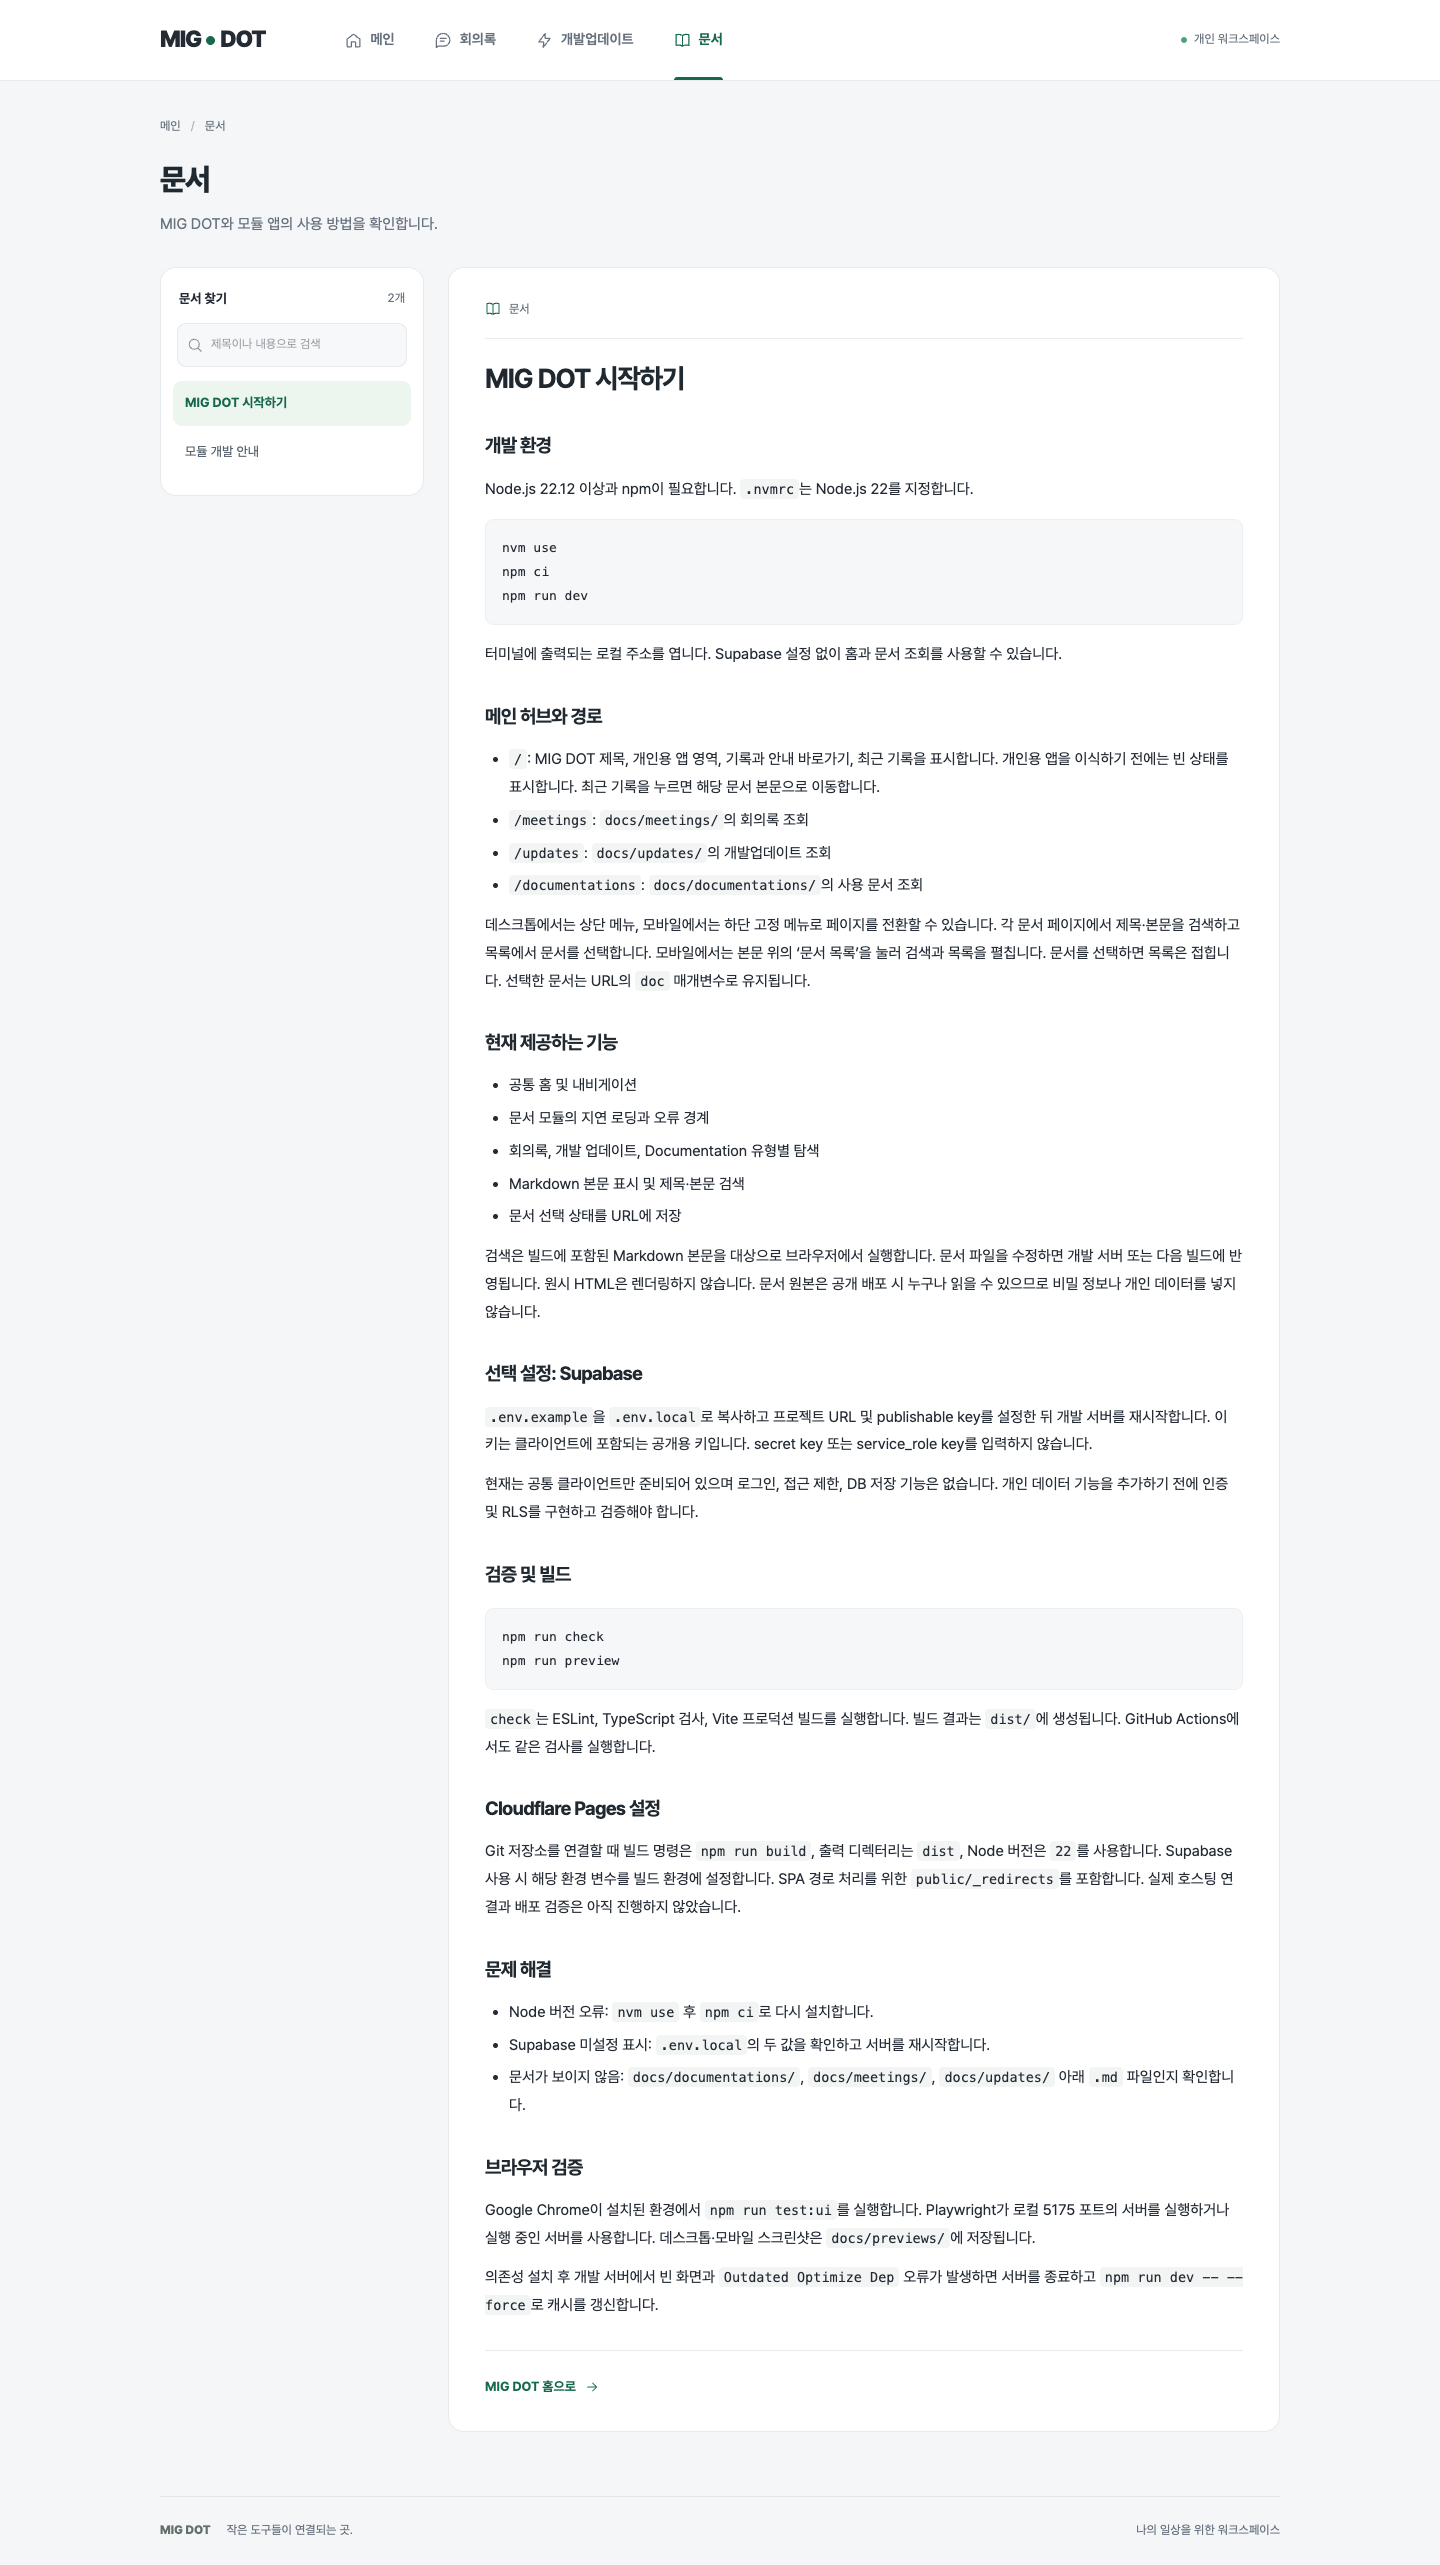 MIG DOT
메인
회의록
개발업데이트
문서
개인 워크스페이스
메인 / 문서
문서
MIG DOT와 모듈 앱의 사용 방법을 확인합니다.
문서 찾기
2개
제목이나 내용으로 검색
MIG DOT 시작하기
모듈 개발 안내
문서
MIG DOT 시작하기
개발 환경
Node.js 22.12 이상과 npm이 필요합니다. .nvmrc 는 Node.js 22를 지정합니다.
nvm use
npm ci
npm run dev
터미널에 출력되는 로컬 주소를 엽니다. Supabase 설정 없이 홈과 문서 조회를 사용할 수 있습니다.
메인 허브와 경로
• / : MIG DOT 제목, 개인용 앱 영역, 기록과 안내 바로가기, 최근 기록을 표시합니다. 개인용 앱을 이식하기 전에는 빈 상태를
표시합니다. 최근 기록을 누르면 해당 문서 본문으로 이동합니다.
• /meetings : docs/meetings/ 의 회의록 조회
• /updates : docs/updates/ 의 개발업데이트 조회
• /documentations : docs/documentations/ 의 사용 문서 조회
데스크톱에서는 상단 메뉴, 모바일에서는 하단 고정 메뉴로 페이지를 전환할 수 있습니다. 각 문서 페이지에서 제목·본문을 검색하고
목록에서 문서를 선택합니다. 모바일에서는 본문 위의 ‘문서 목록’을 눌러 검색과 목록을 펼칩니다. 문서를 선택하면 목록은 접힙니
다. 선택한 문서는 URL의 doc 매개변수로 유지됩니다.
현재 제공하는 기능
• 공통 홈 및 내비게이션
• 문서 모듈의 지연 로딩과 오류 경계
• 회의록, 개발 업데이트, Documentation 유형별 탐색
• Markdown 본문 표시 및 제목·본문 검색
• 문서 선택 상태를 URL에 저장
검색은 빌드에 포함된 Markdown 본문을 대상으로 브라우저에서 실행합니다. 문서 파일을 수정하면 개발 서버 또는 다음 빌드에 반
영됩니다. 원시 HTML은 렌더링하지 않습니다. 문서 원본은 공개 배포 시 누구나 읽을 수 있으므로 비밀 정보나 개인 데이터를 넣지
않습니다.
선택 설정: Supabase
.env.example 을 .env.local 로 복사하고 프로젝트 URL 및 publishable key를 설정한 뒤 개발 서버를 재시작합니다. 이
키는 클라이언트에 포함되는 공개용 키입니다. secret key 또는 service_role key를 입력하지 않습니다.
현재는 공통 클라이언트만 준비되어 있으며 로그인, 접근 제한, DB 저장 기능은 없습니다. 개인 데이터 기능을 추가하기 전에 인증
및 RLS를 구현하고 검증해야 합니다.
검증 및 빌드
npm run check
npm run preview
check 는 ESLint, TypeScript 검사, Vite 프로덕션 빌드를 실행합니다. 빌드 결과는 dist/ 에 생성됩니다. GitHub Actions에
서도 같은 검사를 실행합니다.
Cloudflare Pages 설정
Git 저장소를 연결할 때 빌드 명령은 npm run build , 출력 디렉터리는 dist , Node 버전은 22 를 사용합니다. Supabase
사용 시 해당 환경 변수를 빌드 환경에 설정합니다. SPA 경로 처리를 위한 public/_redirects 를 포함합니다. 실제 호스팅 연
결과 배포 검증은 아직 진행하지 않았습니다.
문제 해결
• Node 버전 오류: nvm use 후 npm ci 로 다시 설치합니다.
• Supabase 미설정 표시: .env.local 의 두 값을 확인하고 서버를 재시작합니다.
• 문서가 보이지 않음: docs/documentations/ , docs/meetings/ , docs/updates/ 아래 .md 파일인지 확인합니
다.
브라우저 검증
Google Chrome이 설치된 환경에서 npm run test:ui 를 실행합니다. Playwright가 로컬 5175 포트의 서버를 실행하거나
실행 중인 서버를 사용합니다. 데스크톱·모바일 스크린샷은 docs/previews/ 에 저장됩니다.
의존성 설치 후 개발 서버에서 빈 화면과 Outdated Optimize Dep 오류가 발생하면 서버를 종료하고 npm run dev -- --
force 로 캐시를 갱신합니다.
MIG DOT 홈으로 →
MIG DOT
작은 도구들이 연결되는 곳.
나의 일상을 위한 워크스페이스